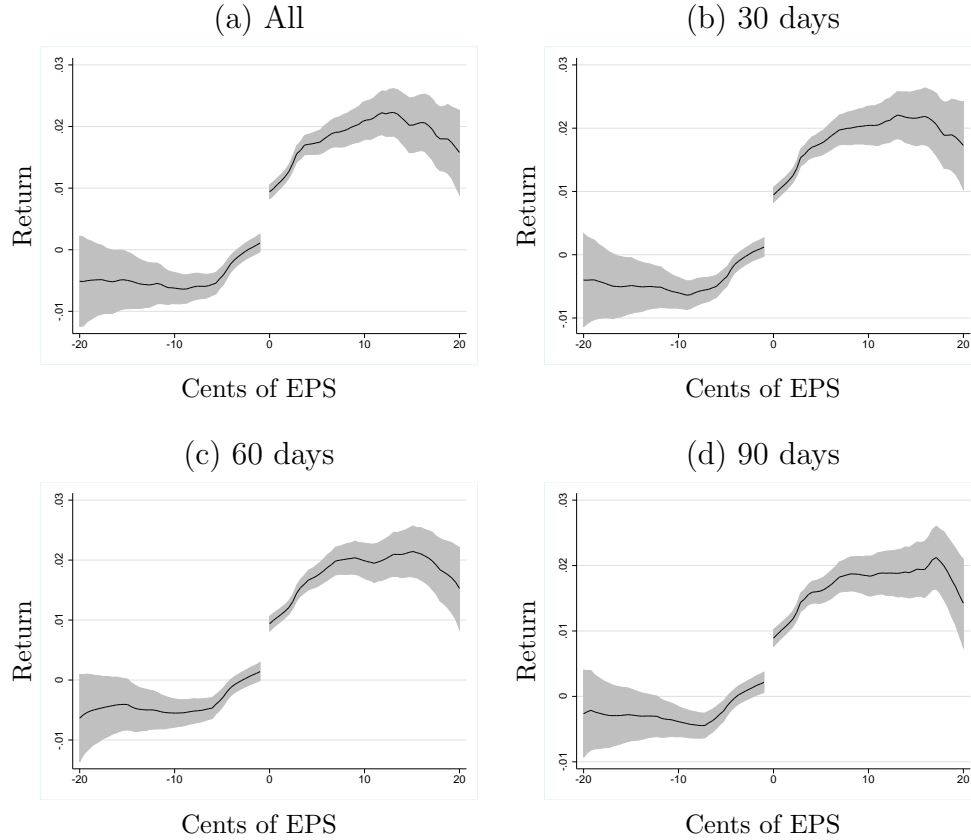 (a) All
.03
.02
.01
0
-.01
Return
-20 -10 0 10 20
Cents of EPS
(b) 30 days
.03
.02
.01
0
-.01
Return
-20 -10 0 10 20
Cents of EPS
(c) 60 days
.03
.02
.01
0
-.01
Return
-20 -10 0 10 20
Cents of EPS
(d) 90 days
.03
.02
.01
0
-.01
Return
-20 -10 0 10 20
Cents of EPS